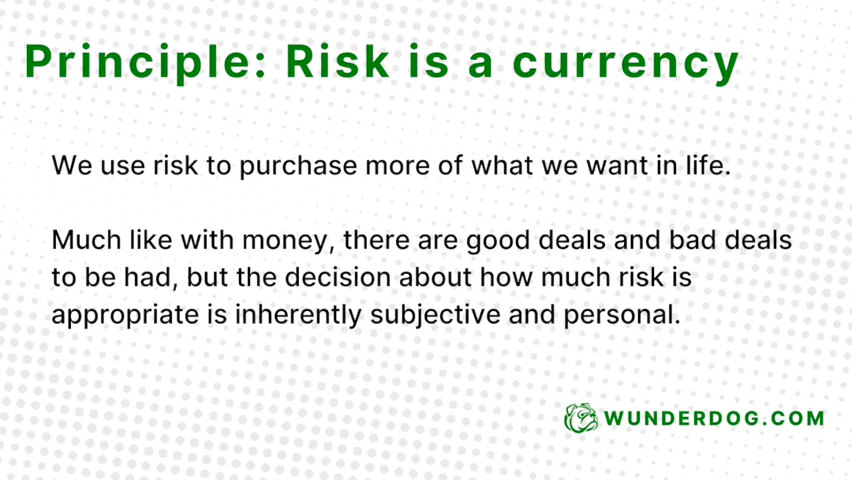 Principle: Risk is a currency
We use risk to purchase more of what we want in life.
Much like with money, there are good deals and bad deals
to be had, but the decision about how much risk is
appropriate is inherently subjective and personal.
WUNDERDOG.COM